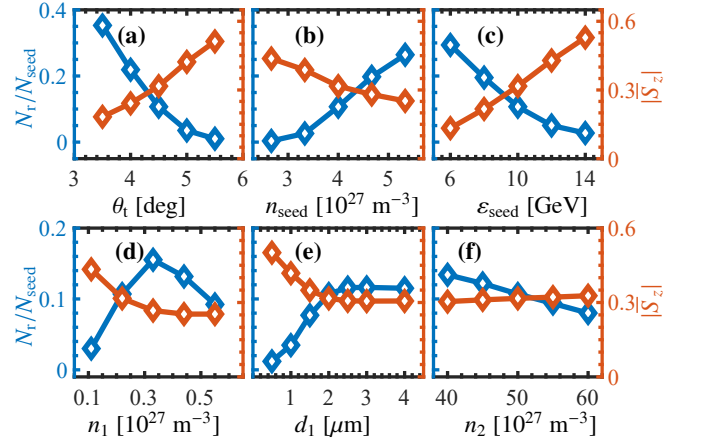 0.4
0.2
0
N_r/N_seed
(a)
(b)
(c)
0.6
0.3
0
|S̄_z|
3 4 5 6
3 4 5
6 8 10 12 14
θ_t [deg]
n_seed [10^27 m^−3]
ε_seed [GeV]
0.2
0.1
0
N_r/N_seed
(d)
(e)
(f)
0.6
0.3
0
|S̄_z|
0.1 0.3 0.5
1 2 3 4
40 50 60
n_1 [10^27 m^−3]
d_1 [μm]
n_2 [10^27 m^−3]